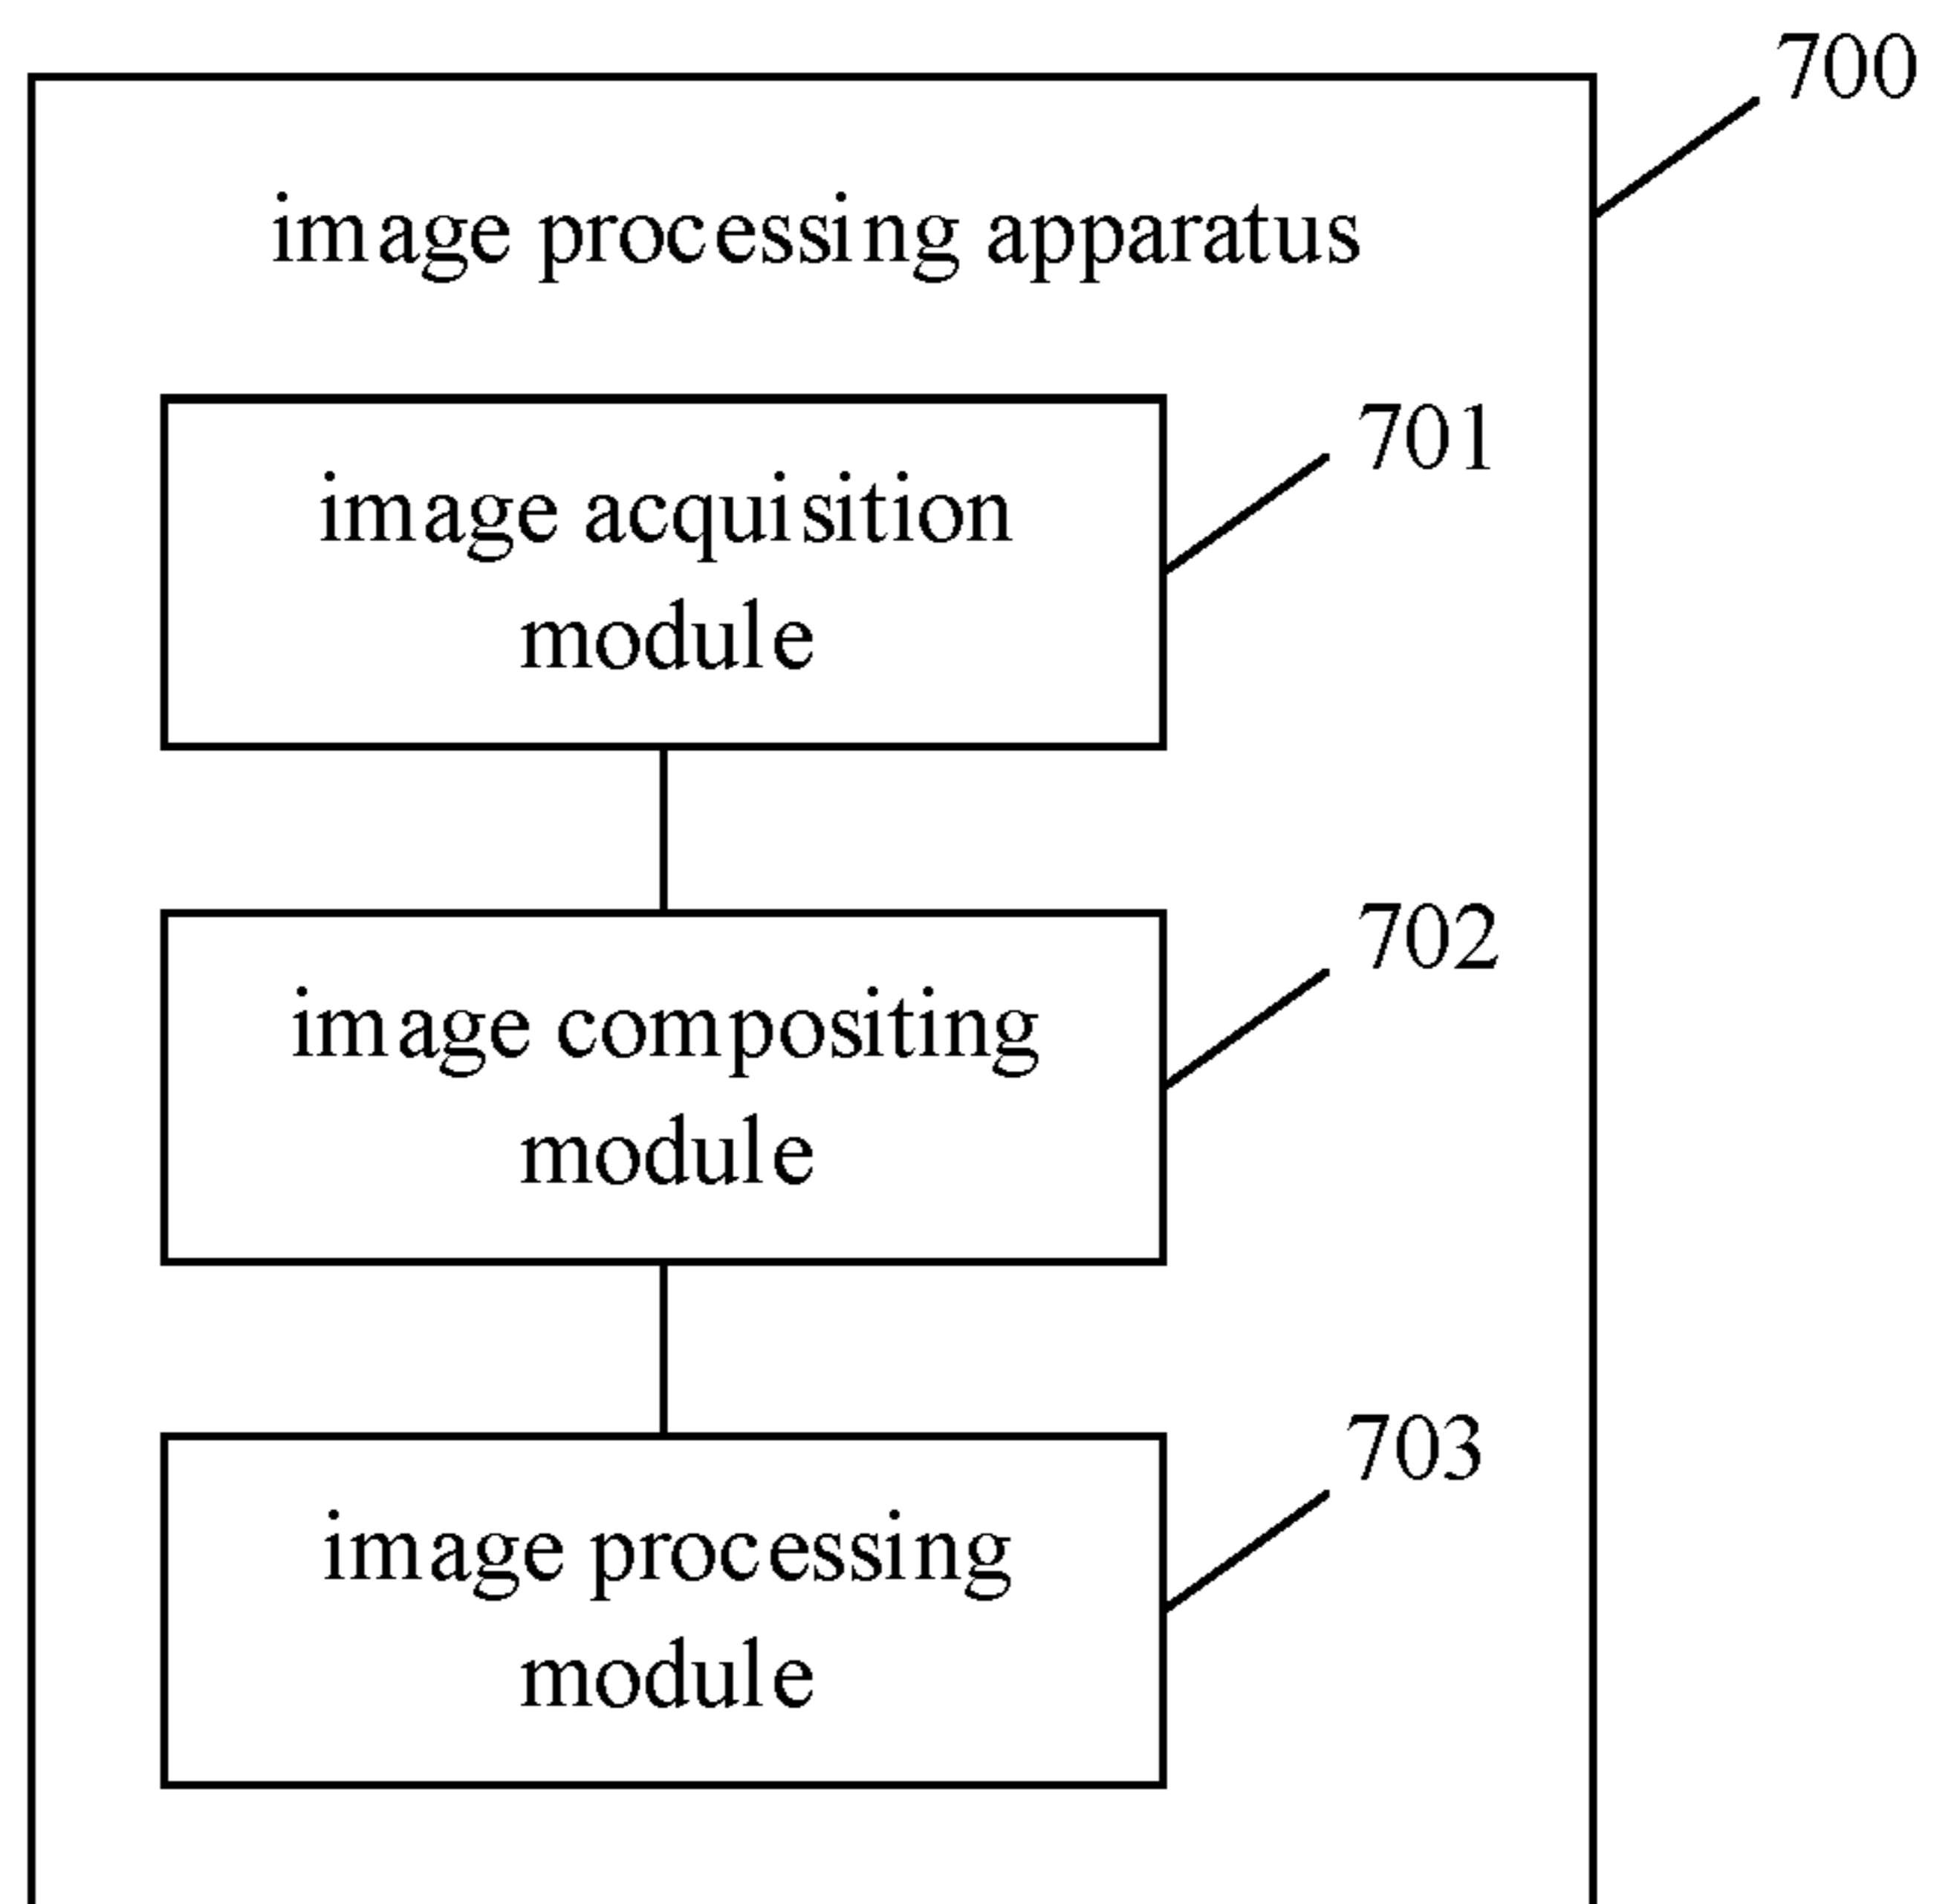 700
image processing apparatus
701
image acquisition
module
702
image compositing
module
703
image processing
module